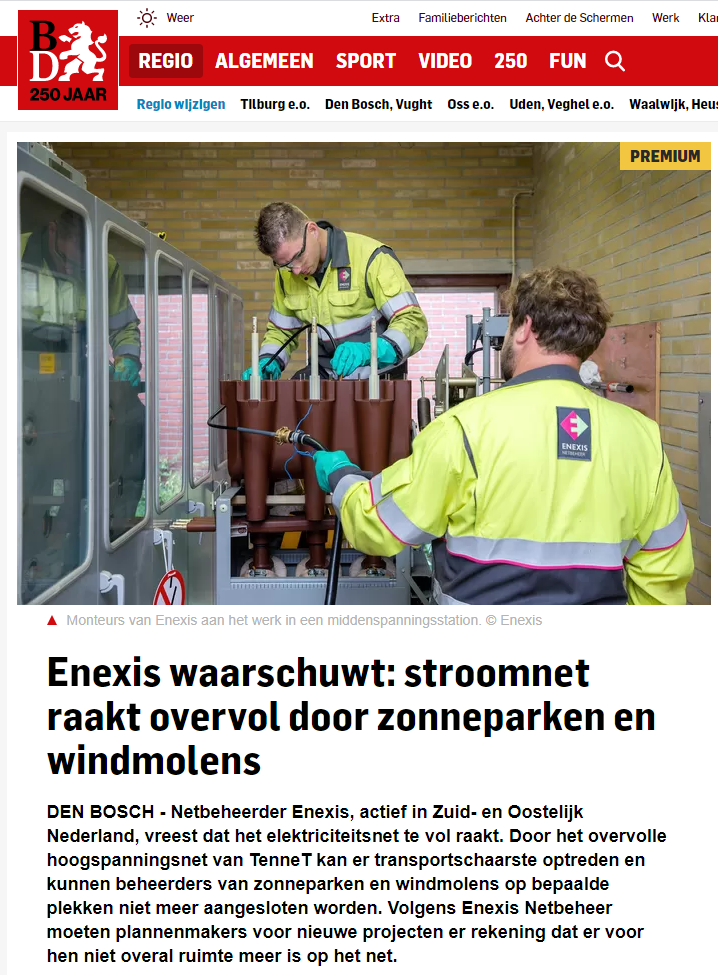 BD
250 JAAR
Weer
Extra Familieberichten Achter de Schermen Werk
REGIO ALGEMEEN SPORT VIDEO 250 FUN
Regio wijzigen Tilburg e.o. Den Bosch, Vught Oss e.o. Uden, Veghel e.o. Waalwijk, Heus
PREMIUM
ENEXIS
ENEXIS
NETBEHEER
Monteurs van Enexis aan het werk in een middenspanningsstation. © Enexis
Enexis waarschuwt: stroomnet
raakt overvol door zonneparken en
windmolens
DEN BOSCH - Netbeheerder Enexis, actief in Zuid- en Oostelijk
Nederland, vreest dat het elektriciteitsnet te vol raakt. Door het overvolle
hoogspanningsnet van TenneT kan er transportschaarste optreden en
kunnen beheerders van zonneparken en windmolens op bepaalde
plekken niet meer aangesloten worden. Volgens Enexis Netbeheer
moeten plannenmakers voor nieuwe projecten er rekening dat er voor
hen niet overal ruimte meer is op het net.